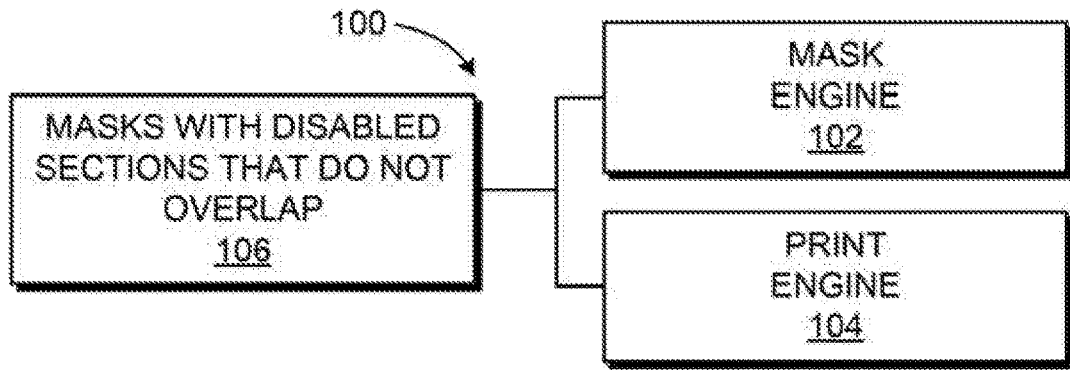 100
MASKS WITH DISABLED
SECTIONS THAT DO NOT
OVERLAP
106
MASK
ENGINE
102
PRINT
ENGINE
104